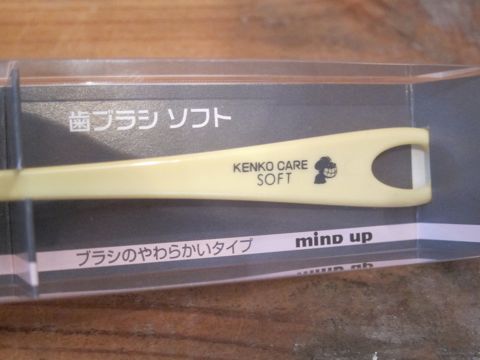 歯ブラシ ソフト
KENKO CARE
SOFT
ブラシのやわらかいタイプ
mind up